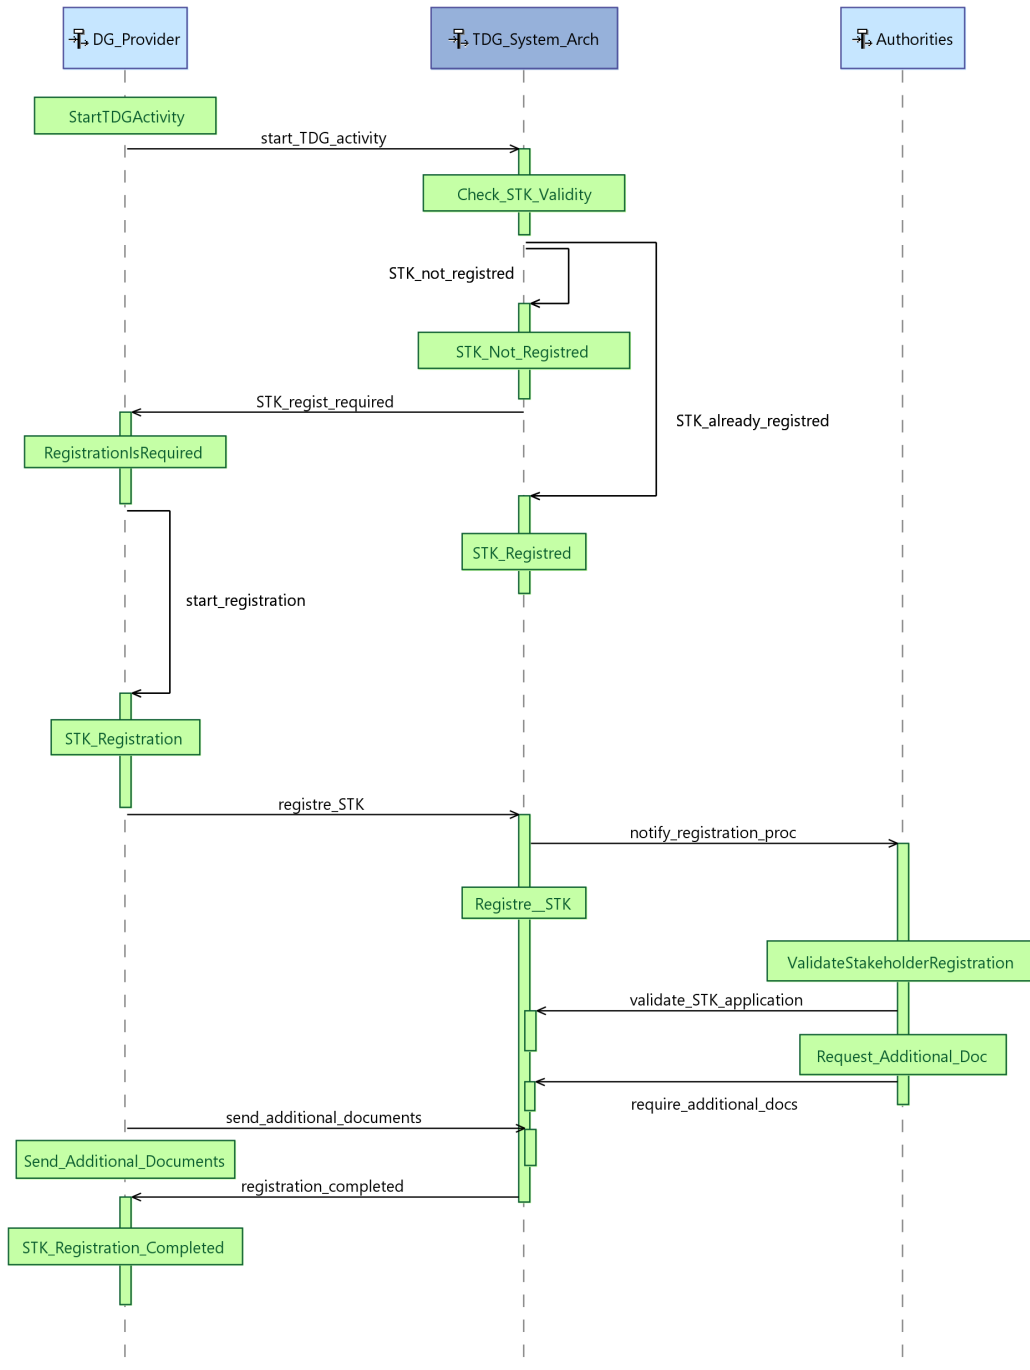 DG_Provider
TDG_System_Arch
Authorities
StartTDGActivity
start_TDG_activity
Check_STK_Validity
STK_not_registred
STK_Not_Registred
STK_regist_required
STK_already_registred
RegistrationIsRequired
STK_Registred
start_registration
STK_Registration
registre_STK
notify_registration_proc
Registre__STK
ValidateStakeholderRegistration
validate_STK_application
Request_Additional_Doc
require_additional_docs
send_additional_documents
Send_Additional_Documents
registration_completed
STK_Registration_Completed